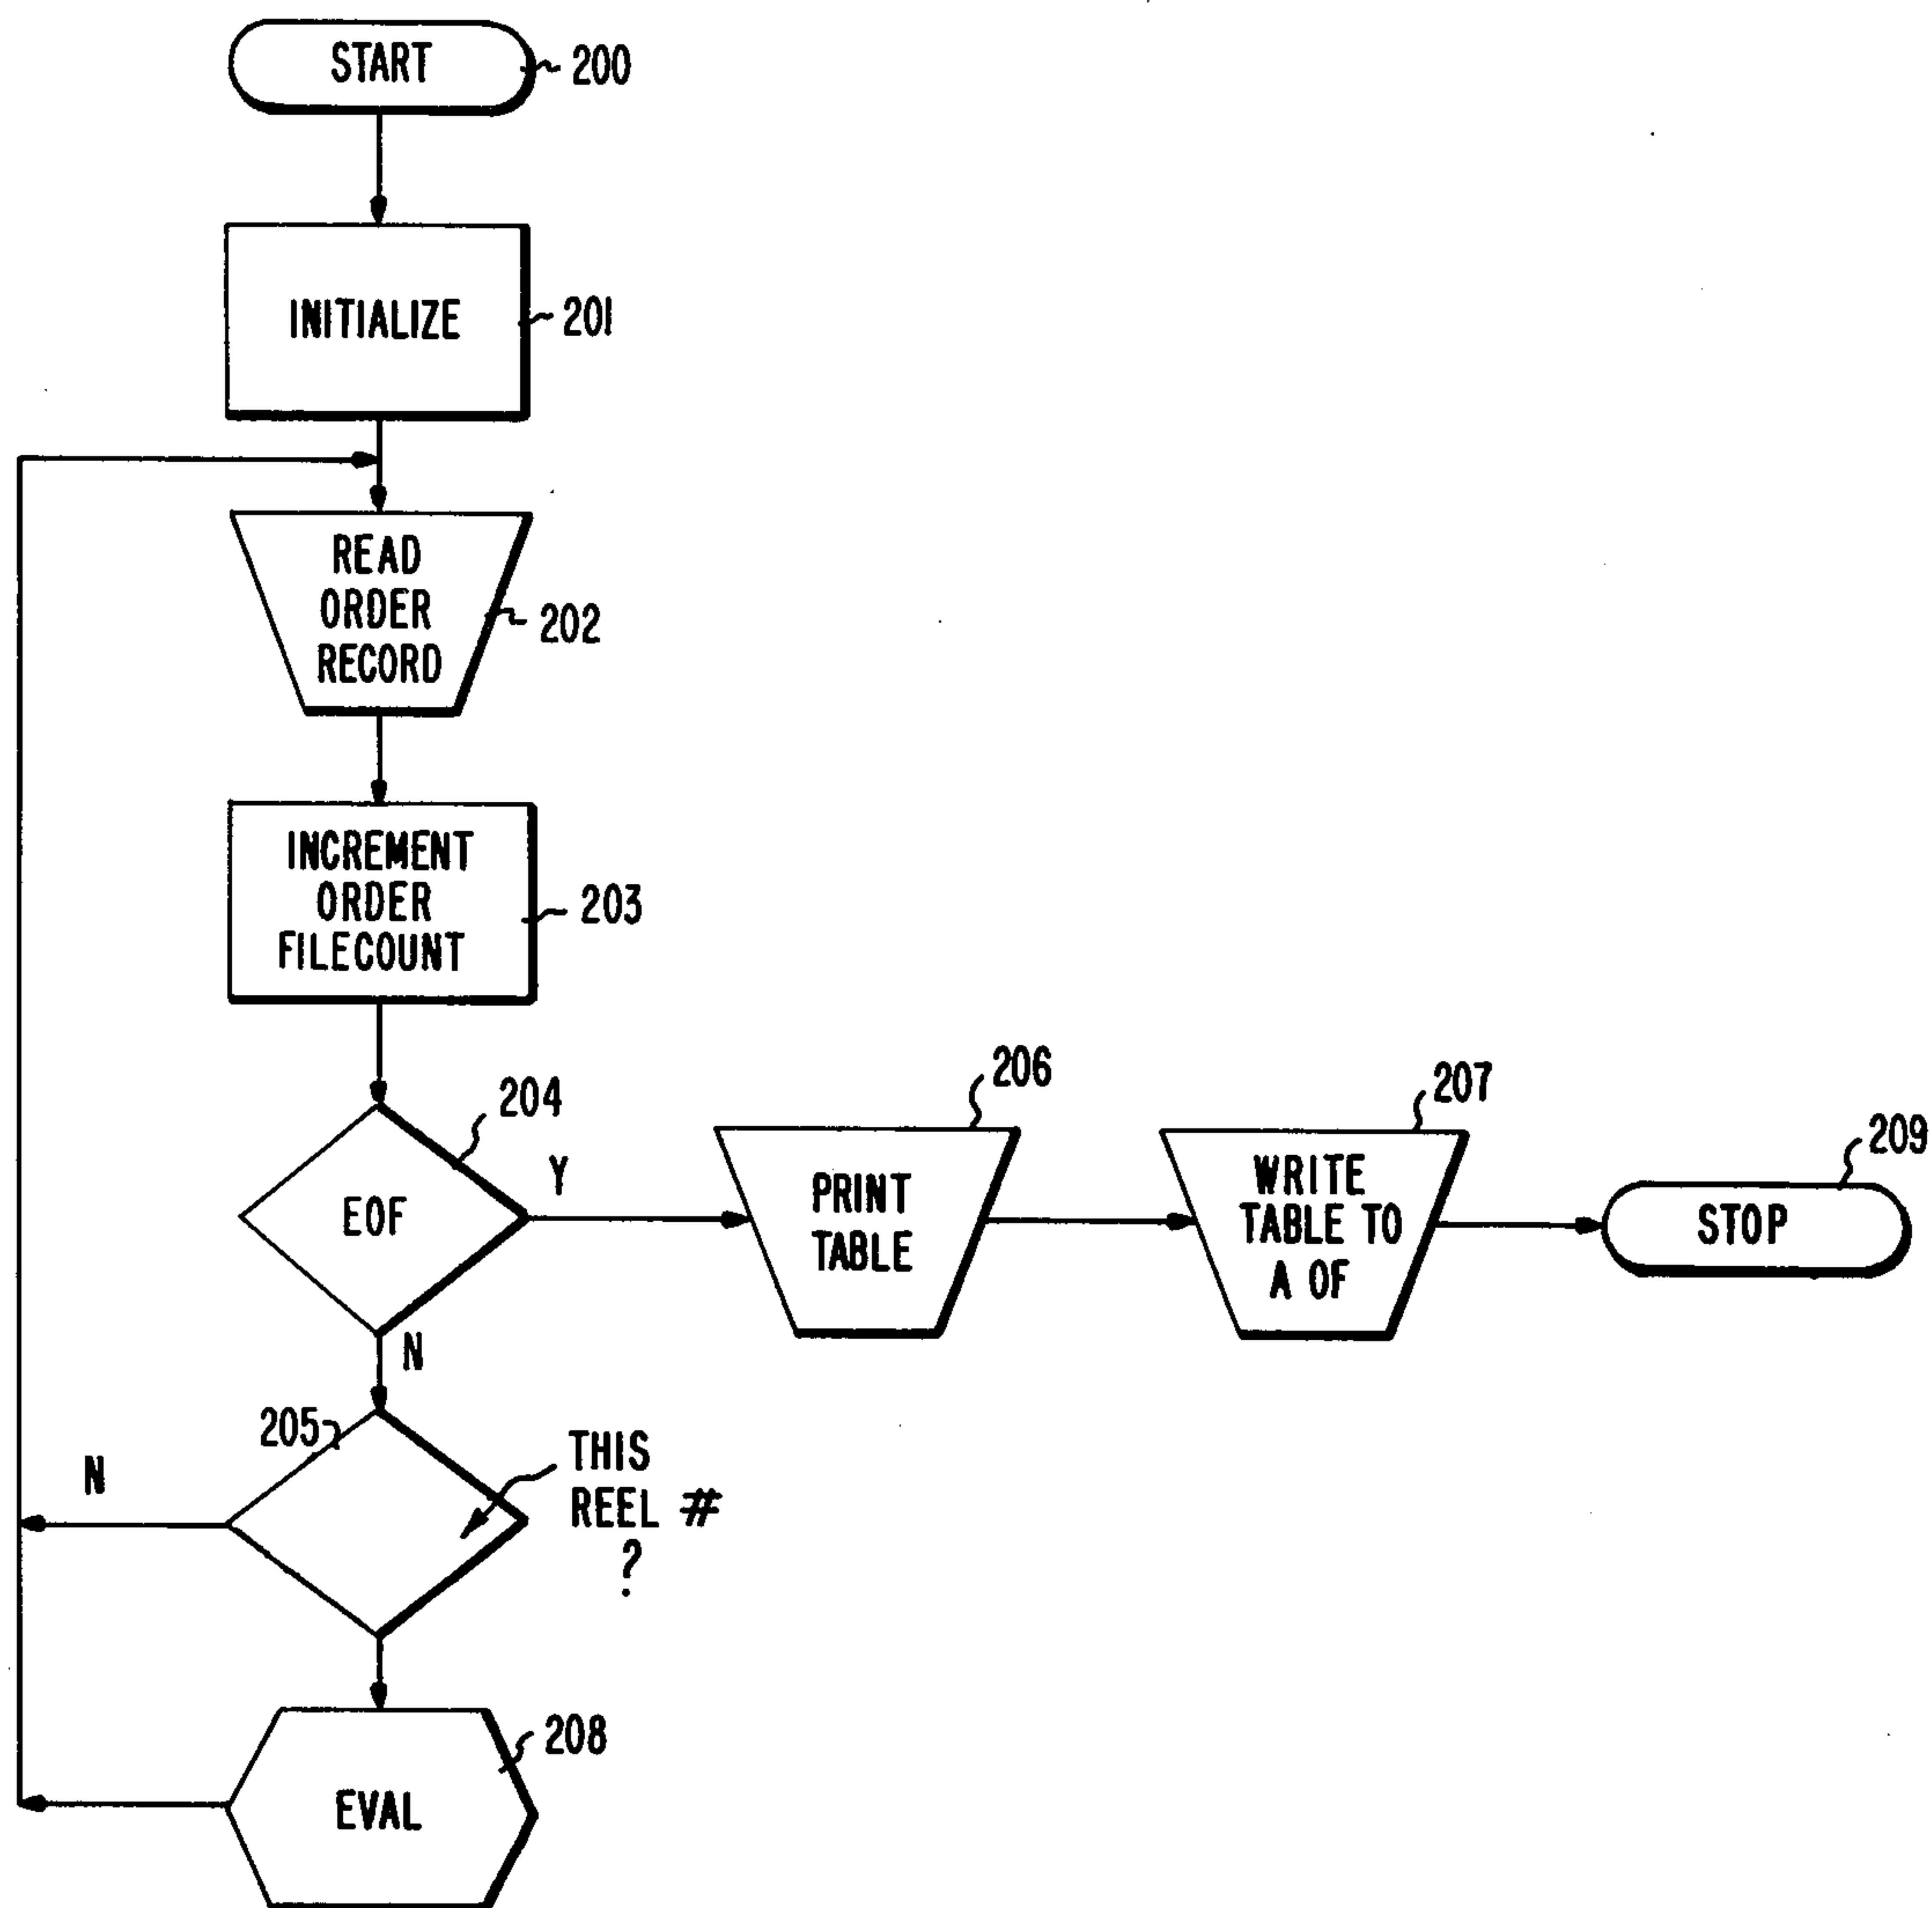 START
200
INITIALIZE
201
READ
ORDER
RECORD
202
INCREMENT
ORDER
FILECOUNT
203
204
EOF
Y
N
206
PRINT
TABLE
207
WRITE
TABLE TO
A OF
209
STOP
205
N
THIS
REEL #
?
208
EVAL